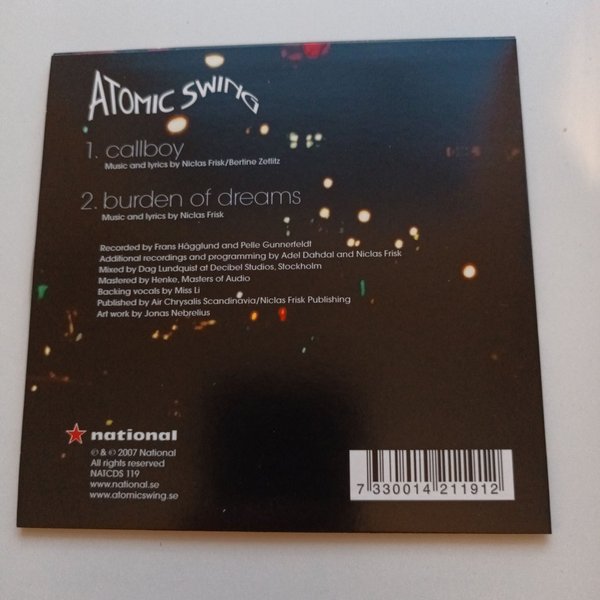 ATOMIC SWING
1. callboy
Music and lyrics by Niclas Frisk/Bertine Zetlitz
2. burden of dreams
Music and lyrics by Niclas Frisk
Recorded by Frans Hägglund and Pelle Gunnerfeldt
Additional recordings and programming by Adel Dahdal and Niclas Frisk
Mixed by Dag Lundquist at Decibel Studios, Stockholm
Mastered by Henke, Masters of Audio
Backing vocals by Miss Li
Published by Air Chrysalis Scandinavia/Niclas Frisk Publishing
Art work by Jonas Nebrelius
national
℗ & © 2007 National
All rights reserved
NATCDS 119
www.national.se
www.atomicswing.se
7 330014 211912